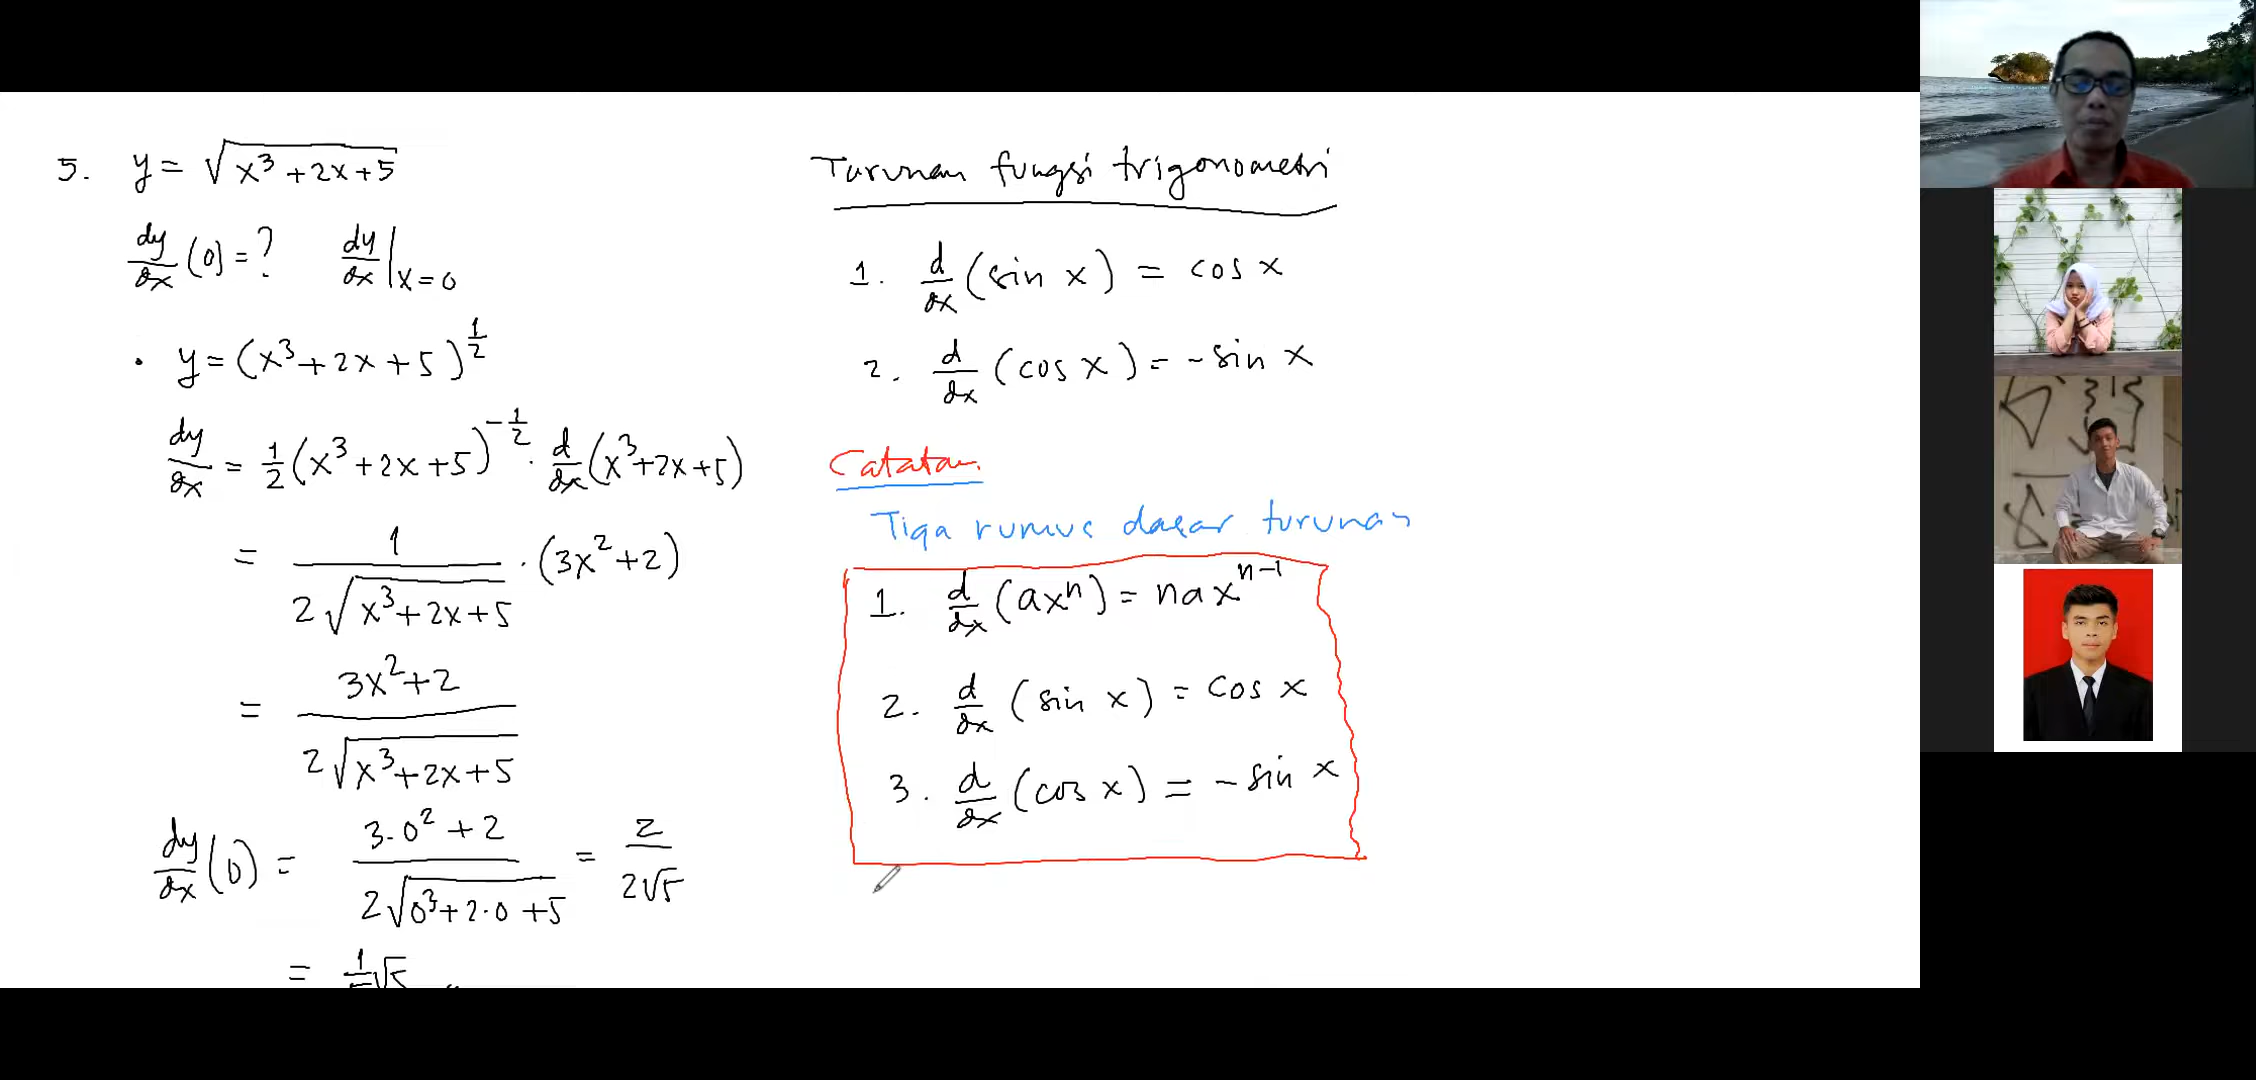 5. y = √(x³ + 2x + 5)
dy/dx (0) = ? dy/dx |x = 0
· y = (x³ + 2x + 5)^(1/2)
dy/dx = 1/2 (x³ + 2x + 5)^(-1/2) · d/dx (x³ + 2x + 5)
= 1/(2√(x³ + 2x + 5)) · (3x² + 2)
= (3x² + 2)/(2√(x³ + 2x + 5))
dy/dx (0) = (3·0² + 2)/(2√(0³ + 2·0 + 5)) = 2/(2√5)
= 1/5 √5
Turunan fungsi trigonometri
1. d/dx (sin x) = cos x
2. d/dx (cos x) = - sin x
Catatan
Tiga rumus dasar turunan
1. d/dx (axⁿ) = nax^(n-1)
2. d/dx (sin x) = cos x
3. d/dx (cos x) = - sin x